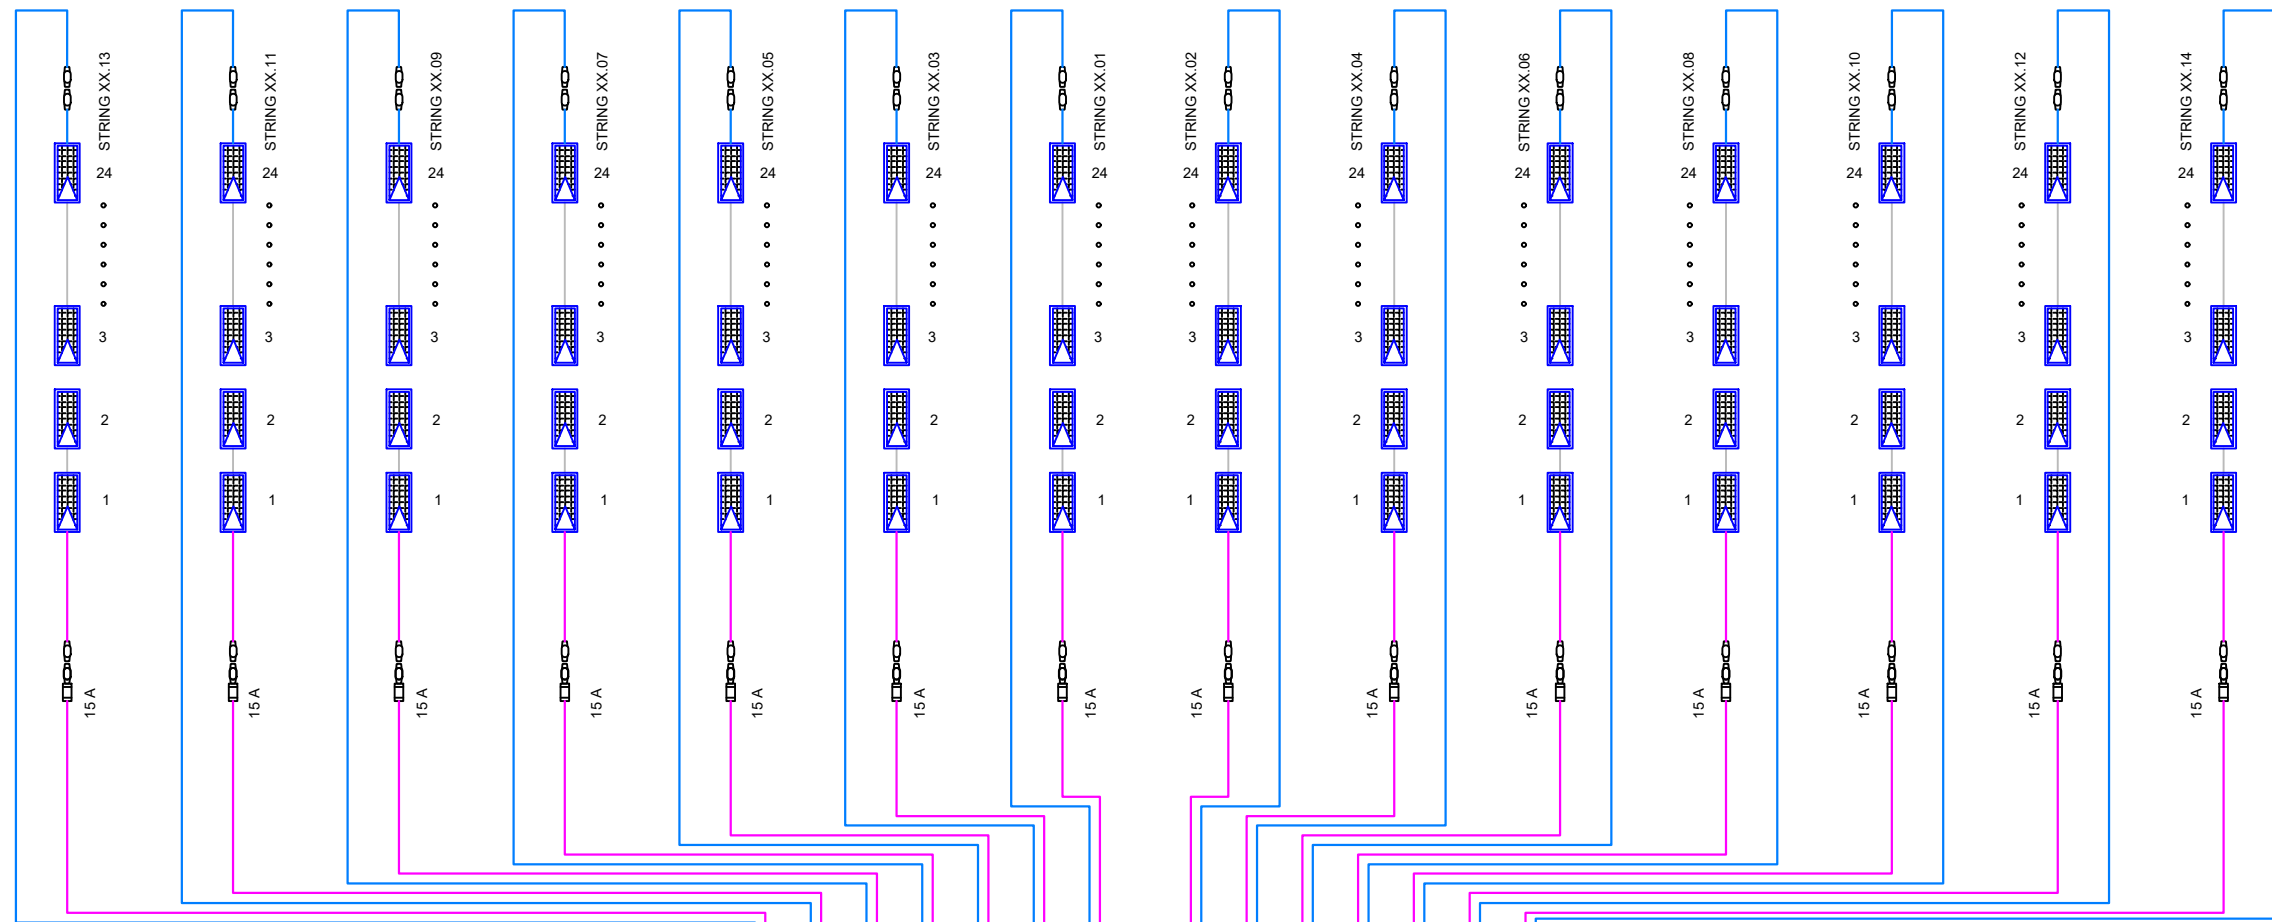 STRING XX.13
STRING XX.11
STRING XX.09
STRING XX.07
STRING XX.05
STRING XX.03
STRING XX.01
STRING XX.02
STRING XX.04
STRING XX.06
STRING XX.08
STRING XX.10
STRING XX.12
STRING XX.14
24 24 24 24 24 24 24 24 24 24 24 24 24 24
3 3 3 3 3 3 3 3 3 3 3 3 3 3
2 2 2 2 2 2 2 2 2 2 2 2 2 2
1 1 1 1 1 1 1 1 1 1 1 1 1 1
15 A
15 A
15 A
15 A
15 A
15 A
15 A
15 A
15 A
15 A
15 A
15 A
15 A
15 A